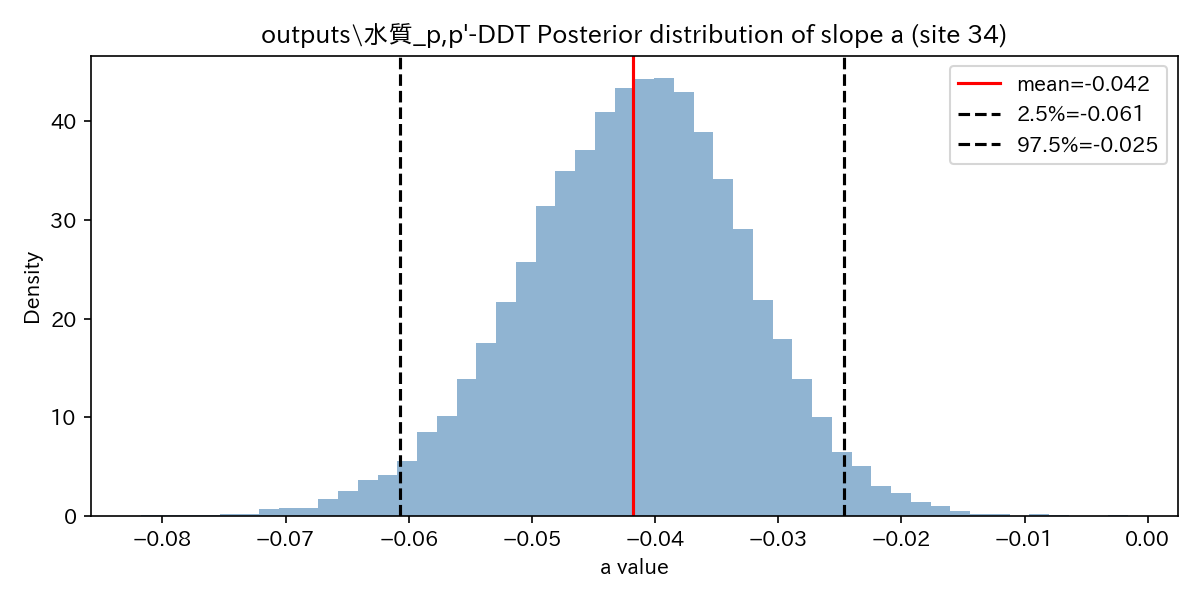 outputs\水質_p,p'-DDT Posterior distribution of slope a (site 34)
mean=-0.042
2.5%=-0.061
97.5%=-0.025
Density
40
30
20
10
0
−0.08 −0.07 −0.06 −0.05 −0.04 −0.03 −0.02 −0.01 0.00
a value